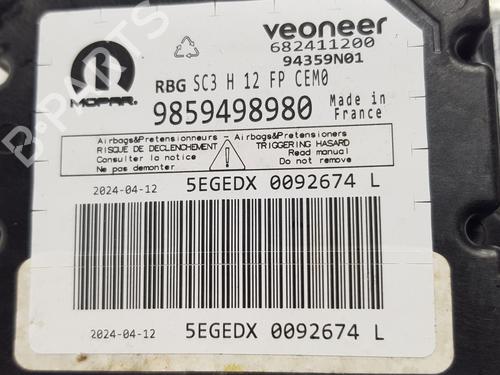 veoneer
682411200
94359N01
MOPAR.
RBG SC3 H 12 FP CEM0
9859498980
Made in
France
Airbags&Pretensionneurs - Airbags&Pretensioners
RISQUE DE DECLENCHEMENT
Consulter la notice
Ne pas demonter
!
TRIGGERING HASARD
Read manual
Do not remove
2024-04-12
5EGEDX 0092674 L
2024-04-12
5EGEDX 0092674 L
B-PARTS